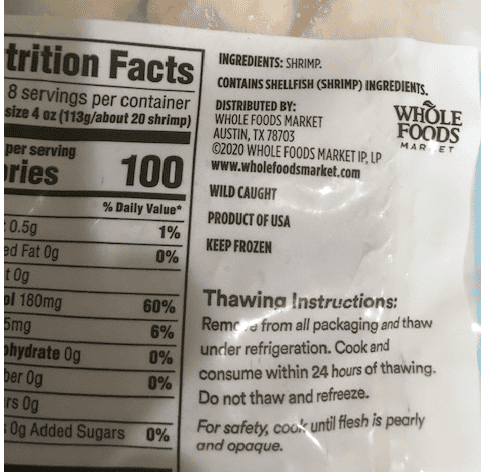 trition Facts
8 servings per container
size 4 oz (113g/about 20 shrimp)
per serving
ries 100
% Daily Value*
0.5g 1%
ed Fat 0g 0%
t 0g
ol 180mg 60%
5mg 6%
ohydrate 0g 0%
ber 0g 0%
rs 0g
0g Added Sugars 0%
INGREDIENTS: SHRIMP.
CONTAINS SHELLFISH (SHRIMP) INGREDIENTS.
DISTRIBUTED BY:
WHOLE FOODS MARKET
AUSTIN, TX 78703
©2020 WHOLE FOODS MARKET IP, LP
www.wholefoodsmarket.com
WILD CAUGHT
PRODUCT OF USA
KEEP FROZEN
WHOLE
FOODS
MARKET
Thawing Instructions:
Remove from all packaging and thaw
under refrigeration. Cook and
consume within 24 hours of thawing.
Do not thaw and refreeze.
For safety, cook until flesh is pearly
and opaque.